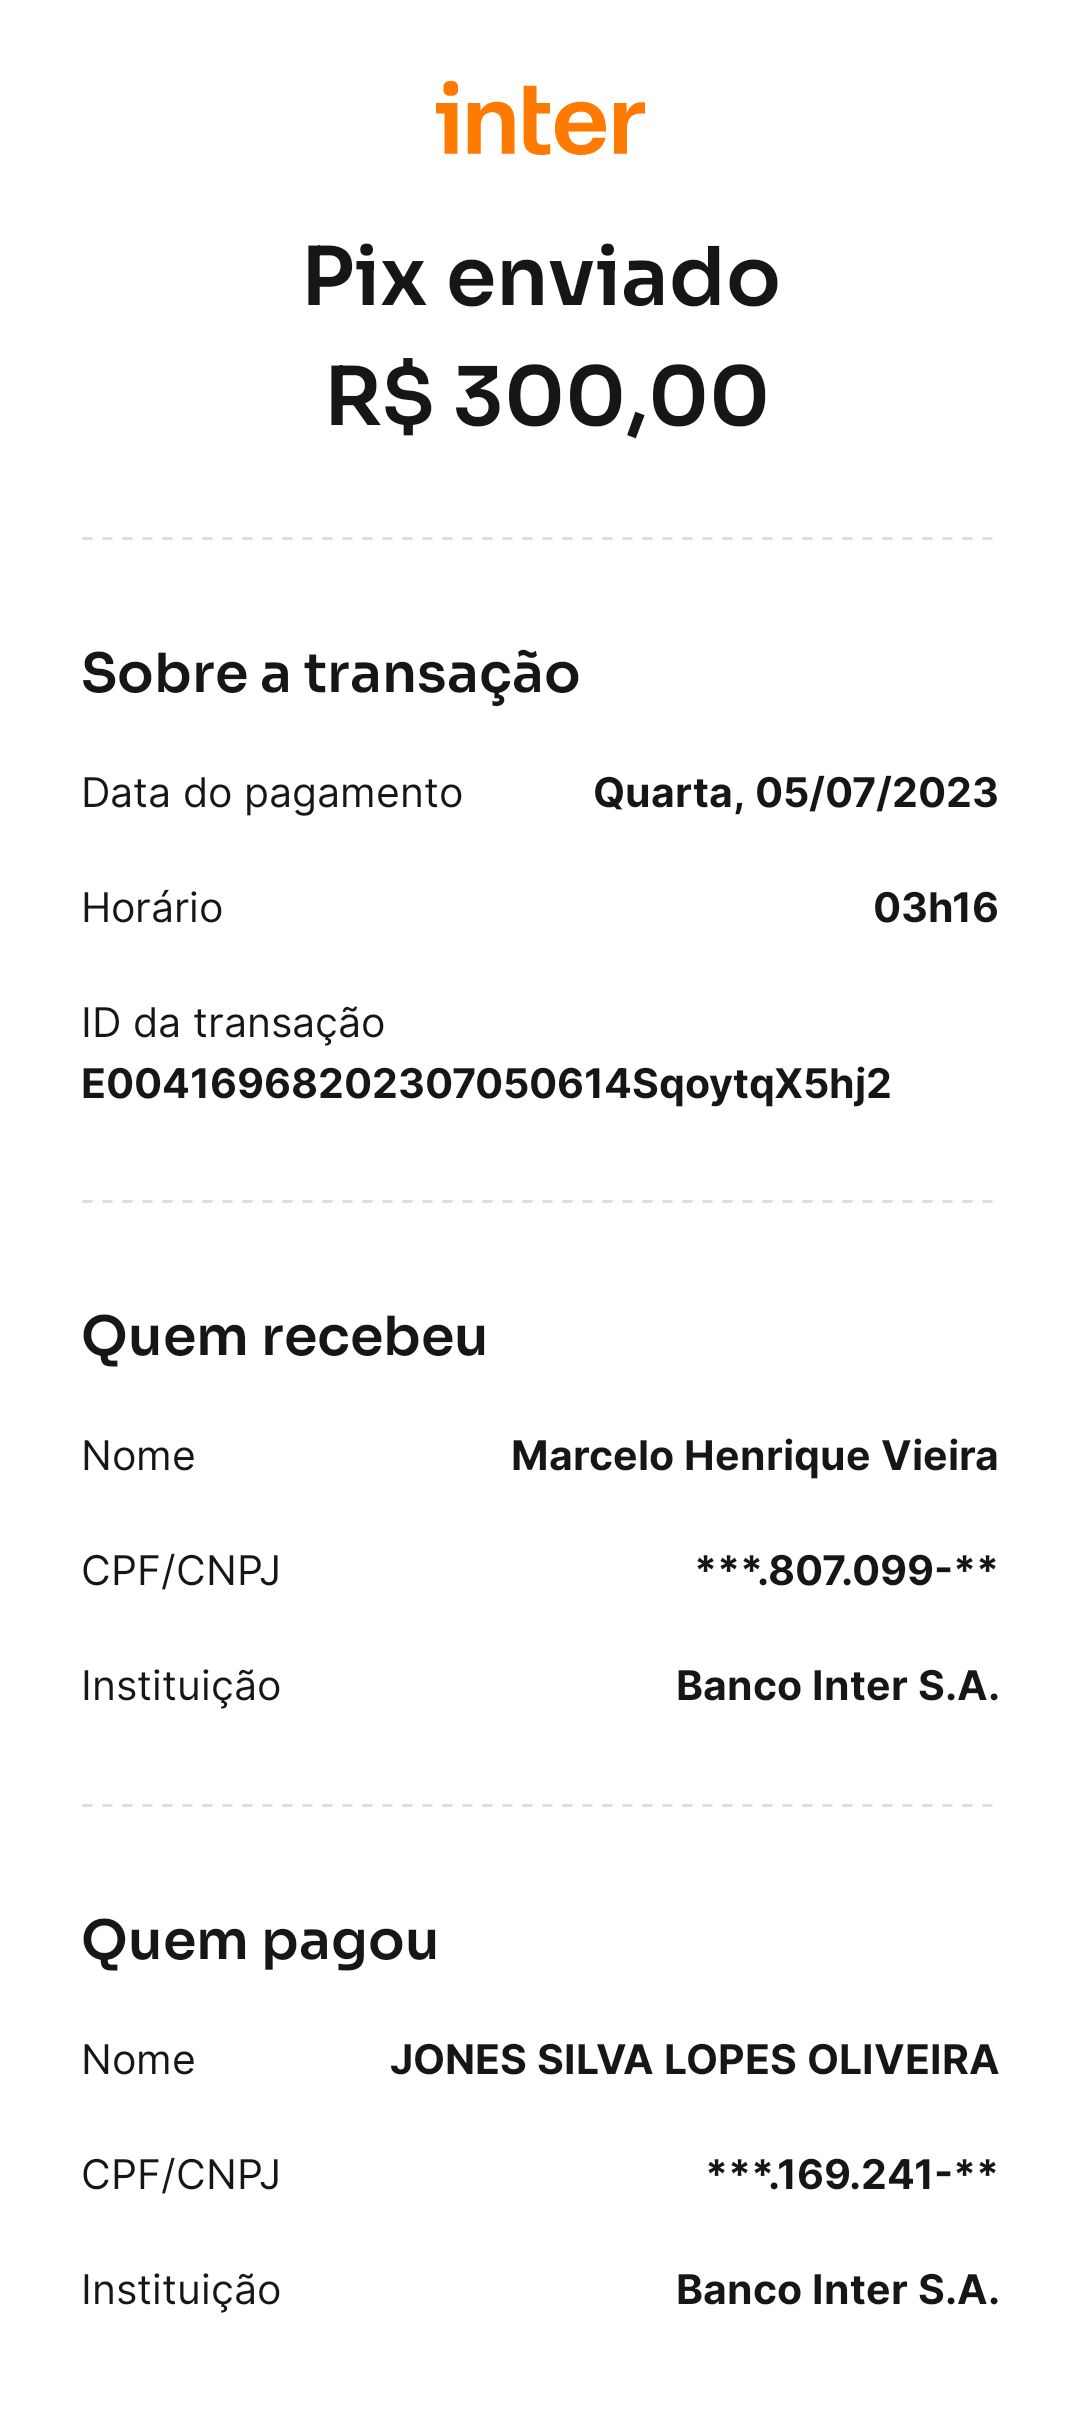 inter
Pix enviado
R$ 300,00
Sobre a transação
Data do pagamento Quarta, 05/07/2023
Horário 03h16
ID da transação
E00416968202307050614SqoytqX5hj2
Quem recebeu
Nome Marcelo Henrique Vieira
CPF/CNPJ ***.807.099-**
Instituição Banco Inter S.A.
Quem pagou
Nome JONES SILVA LOPES OLIVEIRA
CPF/CNPJ ***.169.241-**
Instituição Banco Inter S.A.